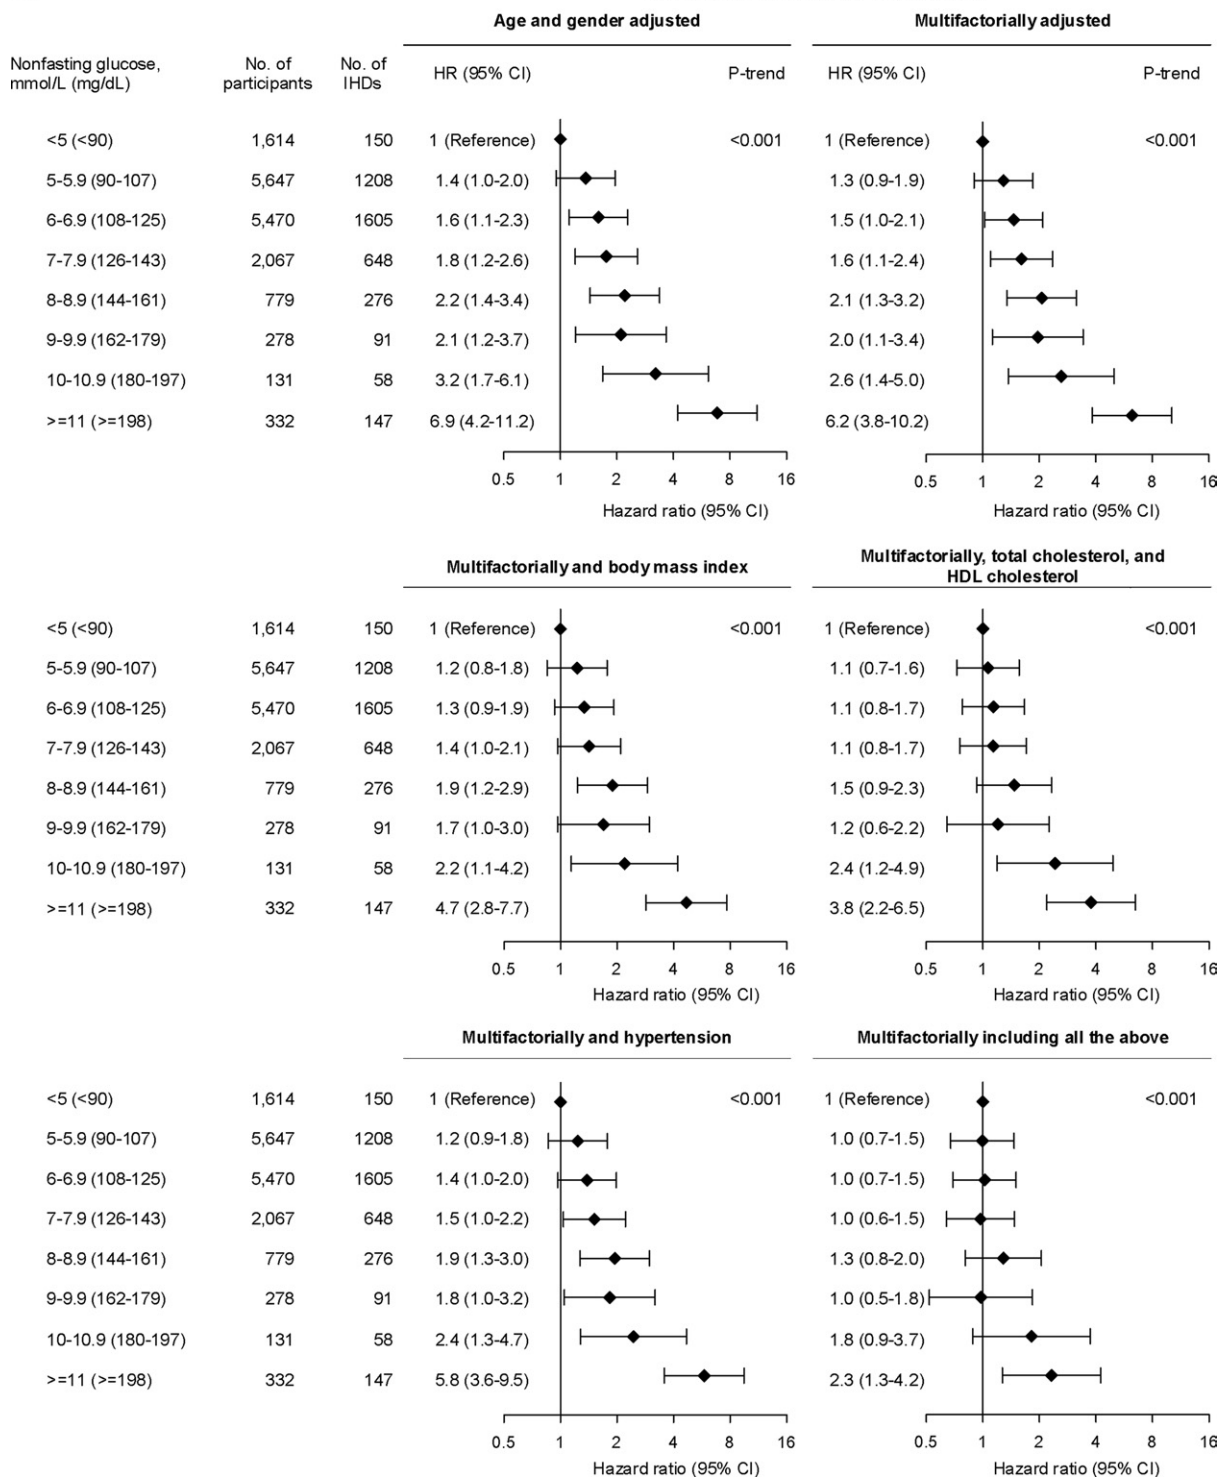 Age and gender adjusted Multifactorially adjusted
Nonfasting glucose, No. of No. of
mmol/L (mg/dL) participants IHDs HR (95% CI) P-trend HR (95% CI) P-trend
<5 (<90) 1,614 150 1 (Reference) <0.001 1 (Reference) <0.001
5-5.9 (90-107) 5,647 1208 1.4 (1.0-2.0) 1.3 (0.9-1.9)
6-6.9 (108-125) 5,470 1605 1.6 (1.1-2.3) 1.5 (1.0-2.1)
7-7.9 (126-143) 2,067 648 1.8 (1.2-2.6) 1.6 (1.1-2.4)
8-8.9 (144-161) 779 276 2.2 (1.4-3.4) 2.1 (1.3-3.2)
9-9.9 (162-179) 278 91 2.1 (1.2-3.7) 2.0 (1.1-3.4)
10-10.9 (180-197) 131 58 3.2 (1.7-6.1) 2.6 (1.4-5.0)
>=11 (>=198) 332 147 6.9 (4.2-11.2) 6.2 (3.8-10.2)
0.5 1 2 4 8 16 0.5 1 2 4 8 16
Hazard ratio (95% CI) Hazard ratio (95% CI)
Multifactorially and body mass index Multifactorially, total cholesterol, and
HDL cholesterol
<5 (<90) 1,614 150 1 (Reference) <0.001 1 (Reference) <0.001
5-5.9 (90-107) 5,647 1208 1.2 (0.8-1.8) 1.1 (0.7-1.6)
6-6.9 (108-125) 5,470 1605 1.3 (0.9-1.9) 1.1 (0.8-1.7)
7-7.9 (126-143) 2,067 648 1.4 (1.0-2.1) 1.1 (0.8-1.7)
8-8.9 (144-161) 779 276 1.9 (1.2-2.9) 1.5 (0.9-2.3)
9-9.9 (162-179) 278 91 1.7 (1.0-3.0) 1.2 (0.6-2.2)
10-10.9 (180-197) 131 58 2.2 (1.1-4.2) 2.4 (1.2-4.9)
>=11 (>=198) 332 147 4.7 (2.8-7.7) 3.8 (2.2-6.5)
0.5 1 2 4 8 16 0.5 1 2 4 8 16
Hazard ratio (95% CI) Hazard ratio (95% CI)
Multifactorially and hypertension Multifactorially including all the above
<5 (<90) 1,614 150 1 (Reference) <0.001 1 (Reference) <0.001
5-5.9 (90-107) 5,647 1208 1.2 (0.9-1.8) 1.0 (0.7-1.5)
6-6.9 (108-125) 5,470 1605 1.4 (1.0-2.0) 1.0 (0.7-1.5)
7-7.9 (126-143) 2,067 648 1.5 (1.0-2.2) 1.0 (0.6-1.5)
8-8.9 (144-161) 779 276 1.9 (1.3-3.0) 1.3 (0.8-2.0)
9-9.9 (162-179) 278 91 1.8 (1.0-3.2) 1.0 (0.5-1.8)
10-10.9 (180-197) 131 58 2.4 (1.3-4.7) 1.8 (0.9-3.7)
>=11 (>=198) 332 147 5.8 (3.6-9.5) 2.3 (1.3-4.2)
0.5 1 2 4 8 16 0.5 1 2 4 8 16
Hazard ratio (95% CI) Hazard ratio (95% CI)